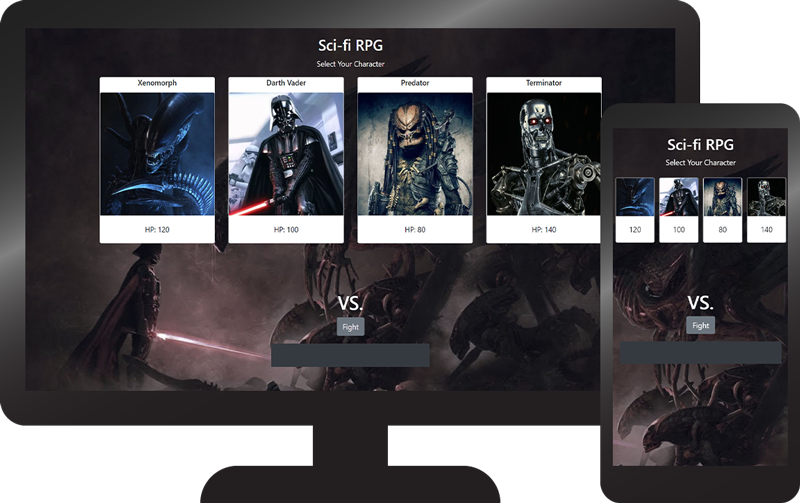 Sci-fi RPG
Select Your Character
Xenomorph
Darth Vader
Predator
Terminator
HP: 120
HP: 100
HP: 80
HP: 140
VS.
Fight
Sci-fi RPG
Select Your Character
120
100
80
140
VS.
Fight